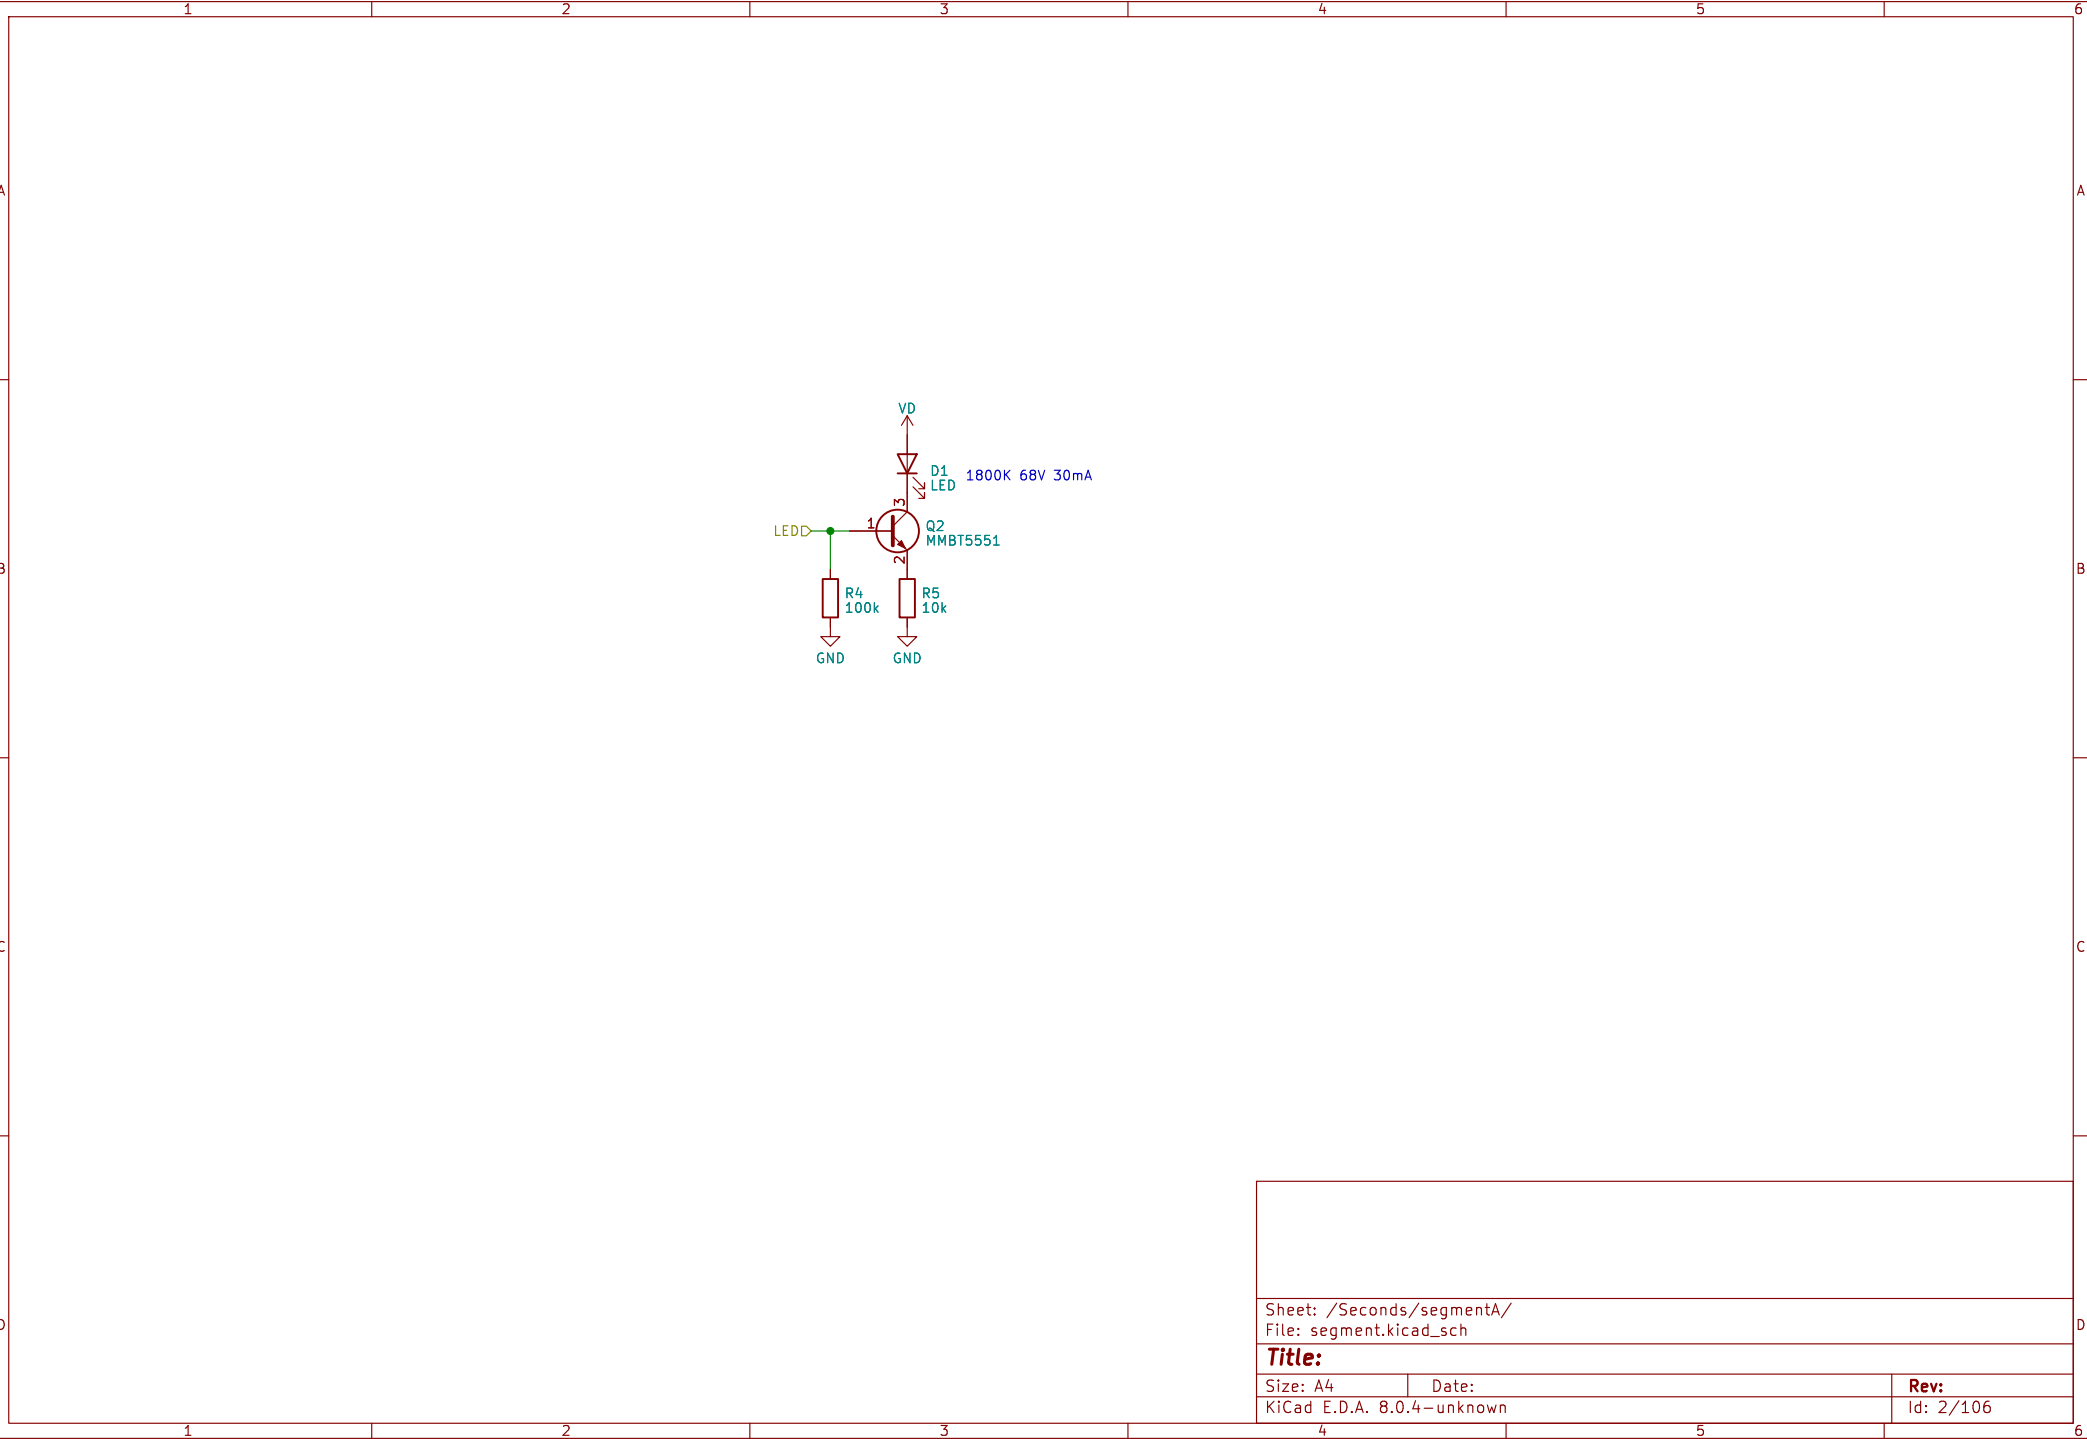 1 2 3 4 5 6
A A
VD
D1
LED
1800K 68V 30mA
3
LED
1
Q2
MMBT5551
2
B B
R4
100k
R5
10k
GND GND
C C
Sheet: /Seconds/segmentA/
File: segment.kicad_sch
D D
Title:
Size: A4 Date: Rev:
KiCad E.D.A. 8.0.4-unknown Id: 2/106
1 2 3 4 5 6